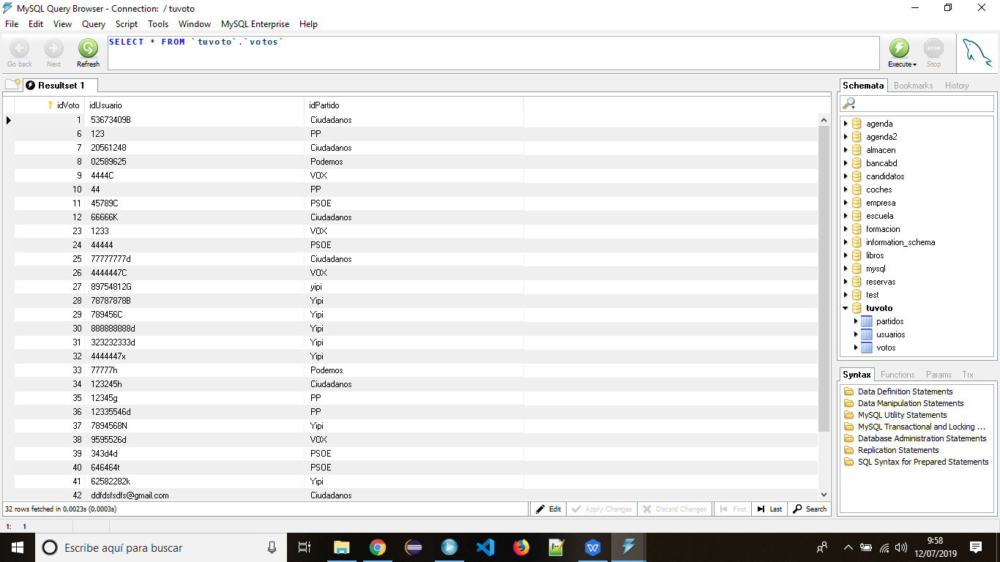 MySQL Query Browser - Connection: / tuvoto
File Edit View Query Script Tools Window MySQL Enterprise Help
Go back Next Refresh
SELECT * FROM `tuvoto`.`votos`
Execute Stop
Resultset 1
idVoto idUsuario idPartido
1 53673409B Ciudadanos
6 123 PP
7 20561248 Ciudadanos
8 02589625 Podemos
9 4444C VOX
10 44 PP
11 45789C PSOE
12 66666K Ciudadanos
23 1233 VOX
24 44444 PSOE
25 77777777d Ciudadanos
26 4444447C VOX
27 89754812G yipi
28 78787878B Yipi
29 789456C Yipi
30 888888888d Yipi
31 323232333d Yipi
32 4444447x Yipi
33 77777h Podemos
34 123245h Ciudadanos
35 12345g PP
36 12335546d PP
37 7894568N Yipi
38 9595526d VOX
39 343d4d PSOE
40 646464t PSOE
41 62582282k Yipi
42 ddfdsfsdfs@gmail.com Ciudadanos
32 rows fetched in 0,0023s (0,0003s)
Edit Apply Changes Discard Changes First Last Search
1: 1
Schemata Bookmarks History
agenda
agenda2
almacen
bancabd
candidatos
coches
empresa
escuela
formacion
information_schema
libros
mysql
reservas
test
tuvoto
partidos
usuarios
votos
Syntax Functions Params Trx
Data Definition Statements
Data Manipulation Statements
MySQL Utility Statements
MySQL Transactional and Locking ...
Database Administration Statements
Replication Statements
SQL Syntax for Prepared Statements
Escribe aquí para buscar
9:58
12/07/2019